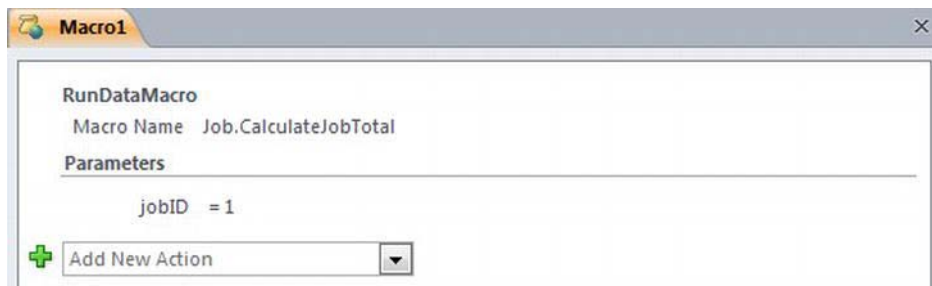 Macro1
RunDataMacro
Macro Name Job.CalculateJobTotal
Parameters
jobID = 1
Add New Action